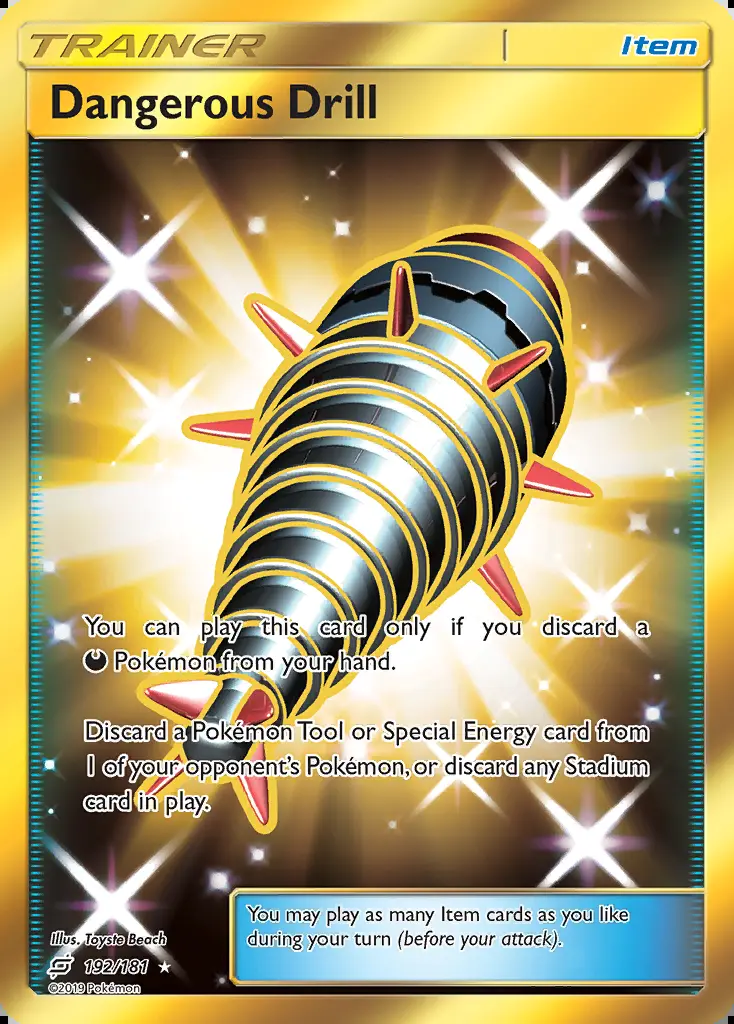 TRAINER
Item
Dangerous Drill
You can play this card only if you discard a
Pokémon from your hand.
Discard a Pokémon Tool or Special Energy card from
1 of your opponent's Pokémon, or discard any Stadium
card in play.
You may play as many Item cards as you like
during your turn (before your attack).
Illus. Toyste Beach
192/181 ★
©2019 Pokémon